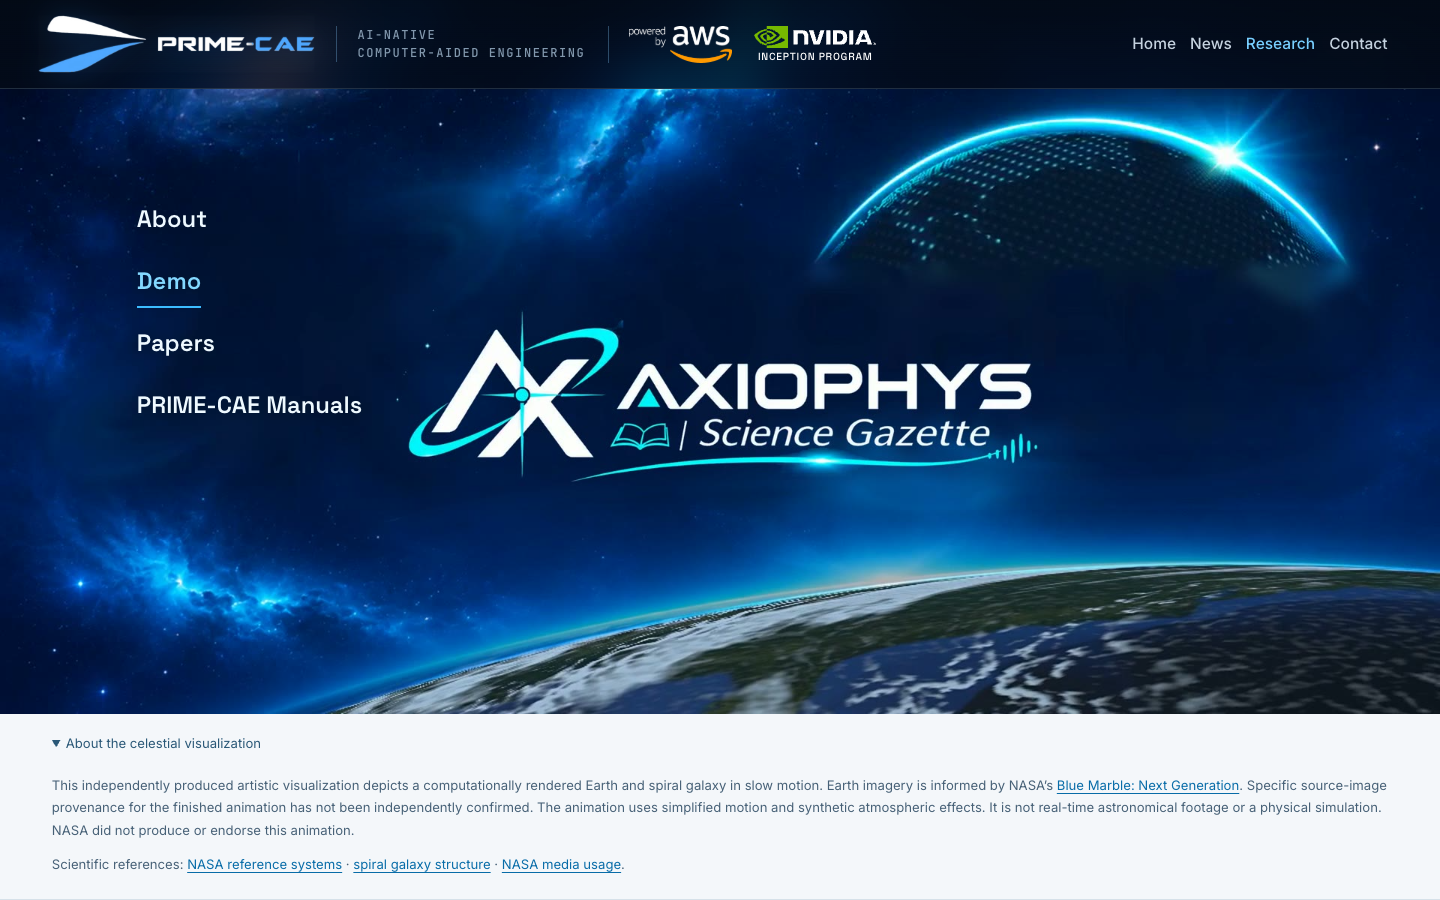 PRIME-CAE
AI-NATIVE
COMPUTER-AIDED ENGINEERING
powered by aws
NVIDIA.
INCEPTION PROGRAM
Home News Research Contact
About
Demo
Papers
PRIME-CAE Manuals
AX AXIOPHYS
| Science Gazette
▼ About the celestial visualization
This independently produced artistic visualization depicts a computationally rendered Earth and spiral galaxy in slow motion. Earth imagery is informed by NASA’s Blue Marble: Next Generation. Specific source-image
provenance for the finished animation has not been independently confirmed. The animation uses simplified motion and synthetic atmospheric effects. It is not real-time astronomical footage or a physical simulation.
NASA did not produce or endorse this animation.
Scientific references: NASA reference systems · spiral galaxy structure · NASA media usage.